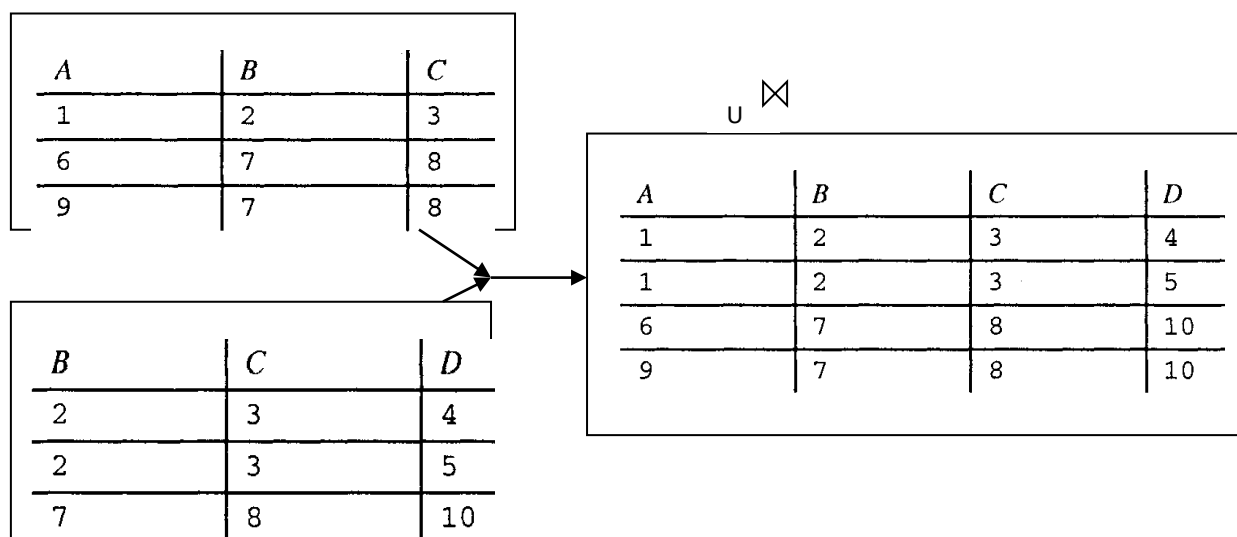 A B C
1 2 3
6 7 8
9 7 8
B C D
2 3 4
2 3 5
7 8 10
U ⋈
A B C D
1 2 3 4
1 2 3 5
6 7 8 10
9 7 8 10